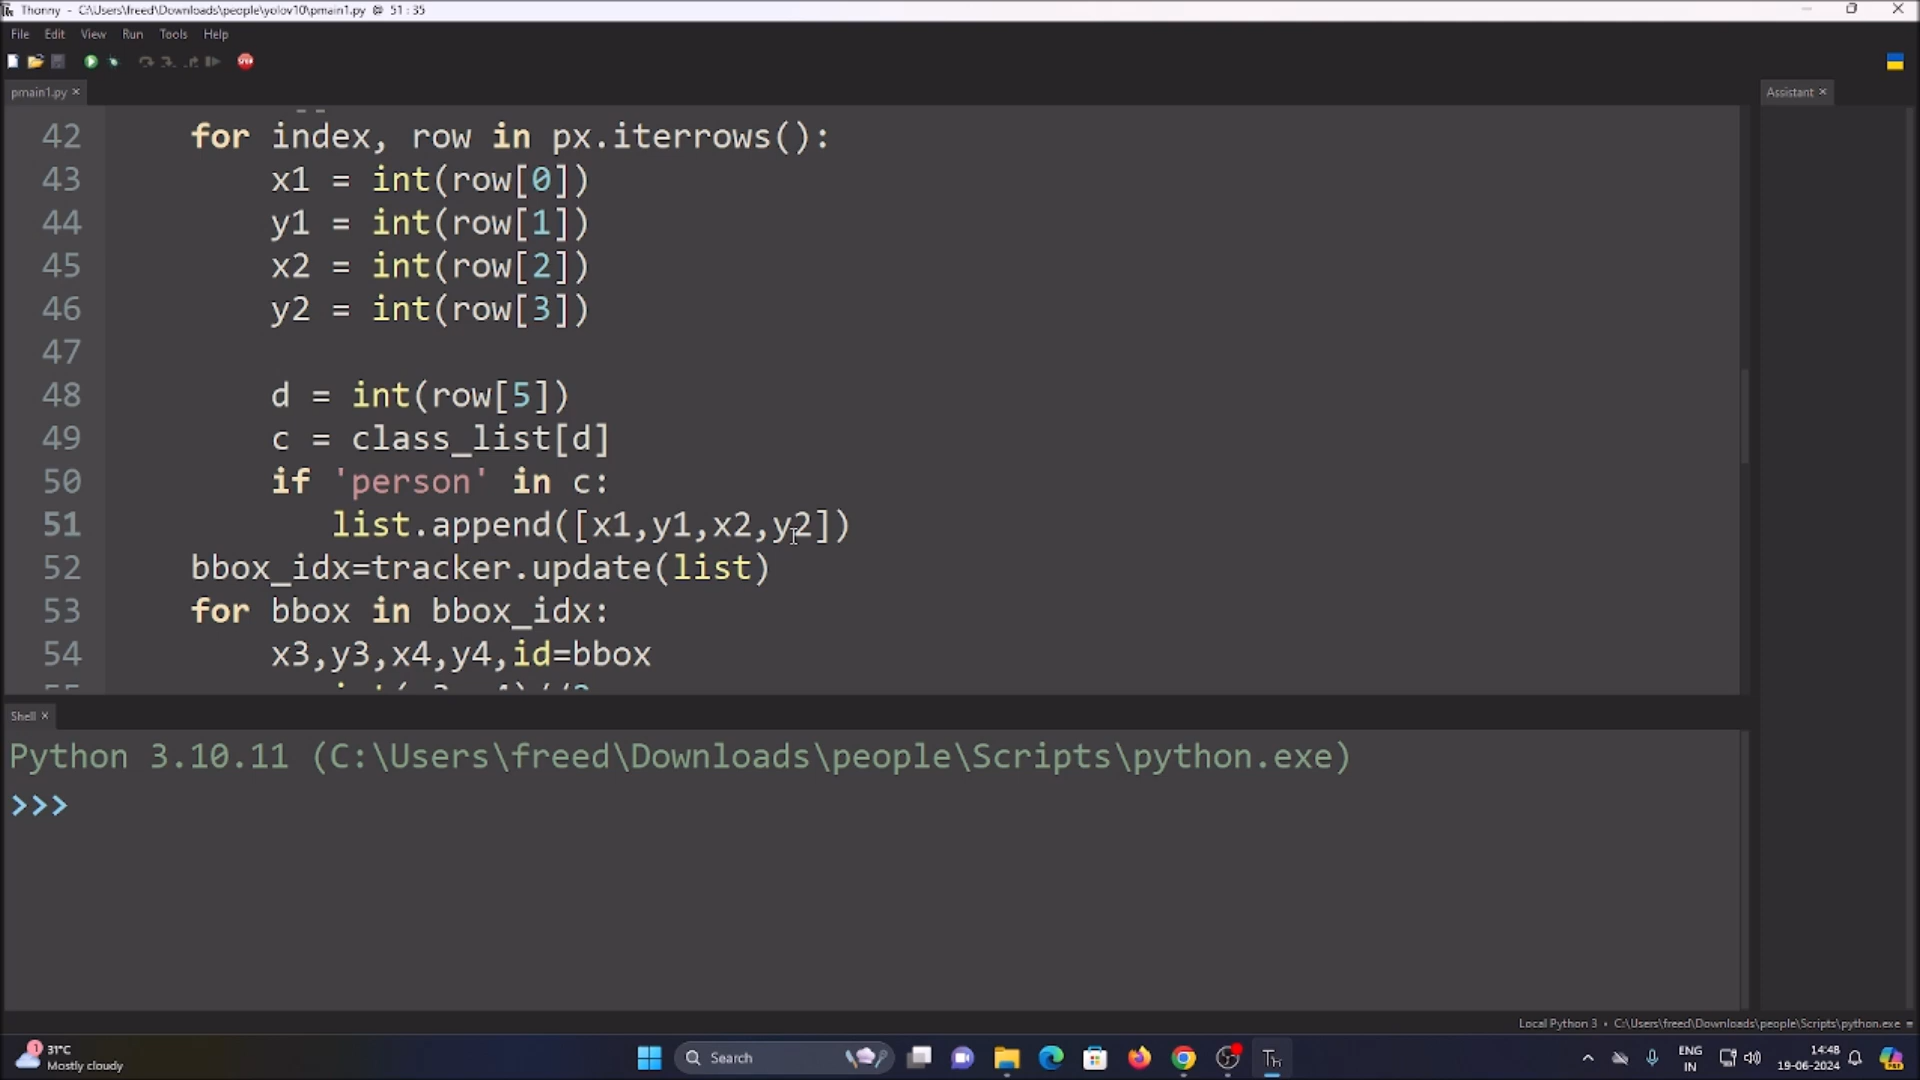 Thonny - C:\Users\freed\Downloads\people\yolov10\pmain1.py @ 51 : 35
File Edit View Run Tools Help
pmain1.py ×
Assistant ×
42 for index, row in px.iterrows():
43 x1 = int(row[0])
44 y1 = int(row[1])
45 x2 = int(row[2])
46 y2 = int(row[3])
47
48 d = int(row[5])
49 c = class_list[d]
50 if 'person' in c:
51 list.append([x1,y1,x2,y2])
52 bbox_idx=tracker.update(list)
53 for bbox in bbox_idx:
54 x3,y3,x4,y4,id=bbox
Shell ×
Python 3.10.11 (C:\Users\freed\Downloads\people\Scripts\python.exe)
>>>
Local Python 3 • C:\Users\freed\Downloads\people\Scripts\python.exe
1
31°C
Mostly cloudy
Search
Th
ENG
IN
14:48
19-06-2024